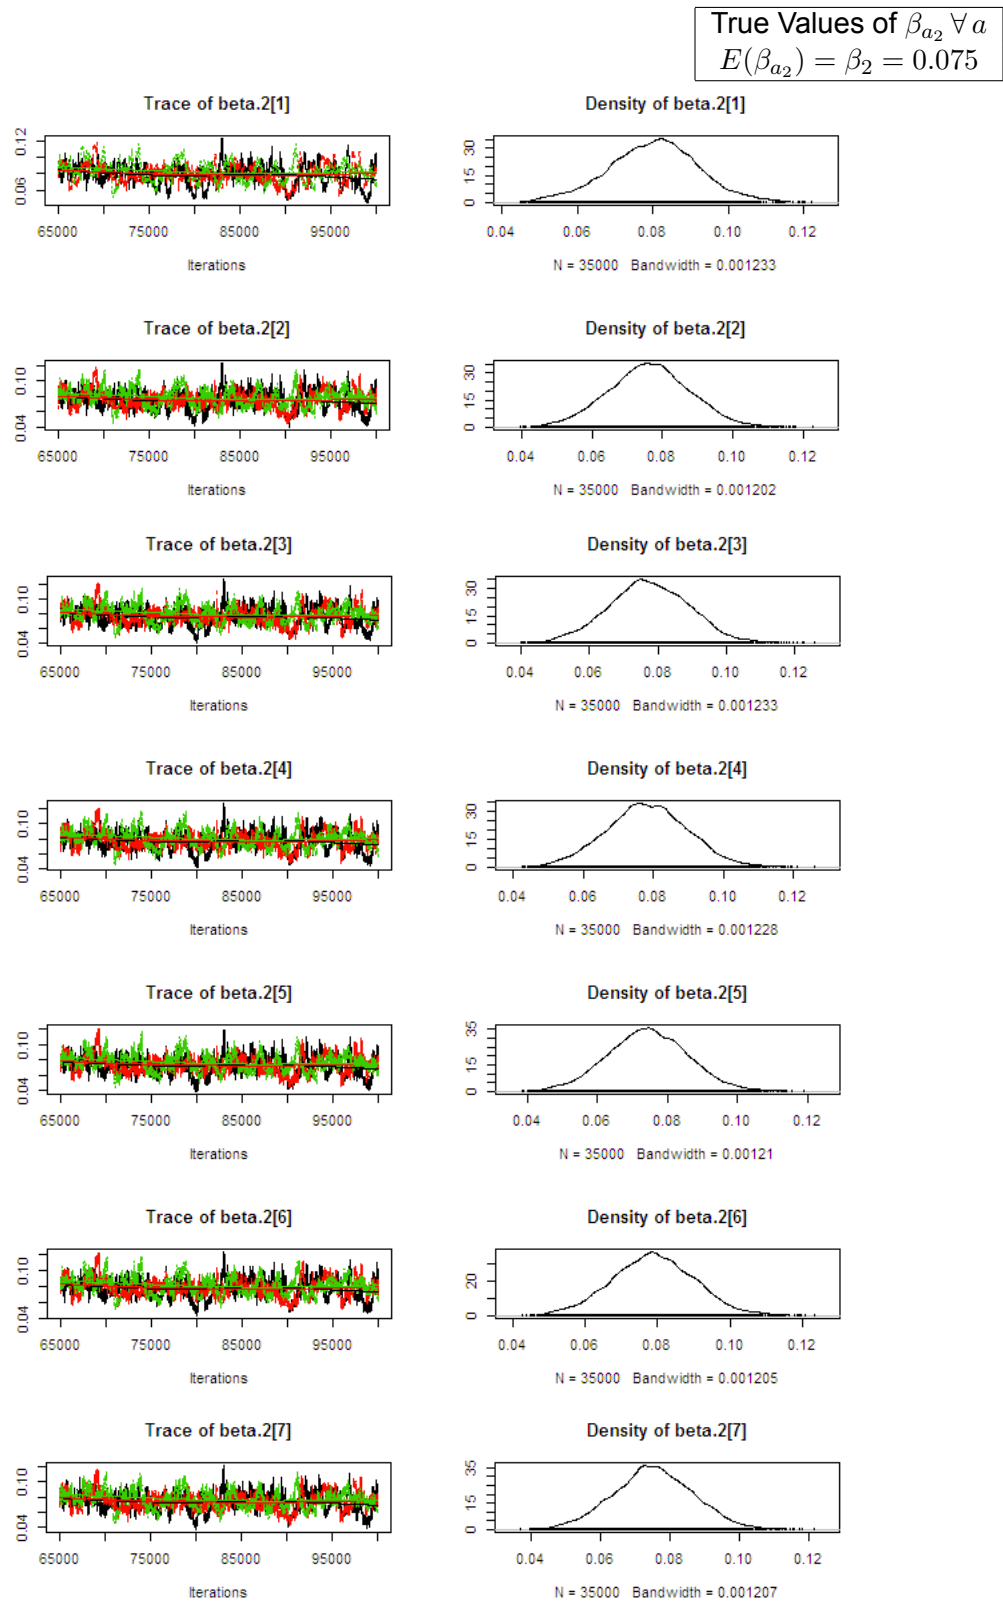 True Values of β_{a_2} ∀ a
E(β_{a_2}) = β_2 = 0.075
Trace of beta.2[1]
0.06 0.12
65000 75000 85000 95000
Iterations
Density of beta.2[1]
0 15 30
0.04 0.06 0.08 0.10 0.12
N = 35000 Bandwidth = 0.001233
Trace of beta.2[2]
0.04 0.10
65000 75000 85000 95000
Iterations
Density of beta.2[2]
0 15 30
0.04 0.06 0.08 0.10 0.12
N = 35000 Bandwidth = 0.001202
Trace of beta.2[3]
0.04 0.10
65000 75000 85000 95000
Iterations
Density of beta.2[3]
0 15 30
0.04 0.06 0.08 0.10 0.12
N = 35000 Bandwidth = 0.001233
Trace of beta.2[4]
0.04 0.10
65000 75000 85000 95000
Iterations
Density of beta.2[4]
0 15 30
0.04 0.06 0.08 0.10 0.12
N = 35000 Bandwidth = 0.001228
Trace of beta.2[5]
0.04 0.10
65000 75000 85000 95000
Iterations
Density of beta.2[5]
0 15 35
0.04 0.06 0.08 0.10 0.12
N = 35000 Bandwidth = 0.00121
Trace of beta.2[6]
0.04 0.10
65000 75000 85000 95000
Iterations
Density of beta.2[6]
0 20
0.04 0.06 0.08 0.10 0.12
N = 35000 Bandwidth = 0.001205
Trace of beta.2[7]
0.04 0.10
65000 75000 85000 95000
Iterations
Density of beta.2[7]
0 15 35
0.04 0.06 0.08 0.10 0.12
N = 35000 Bandwidth = 0.001207